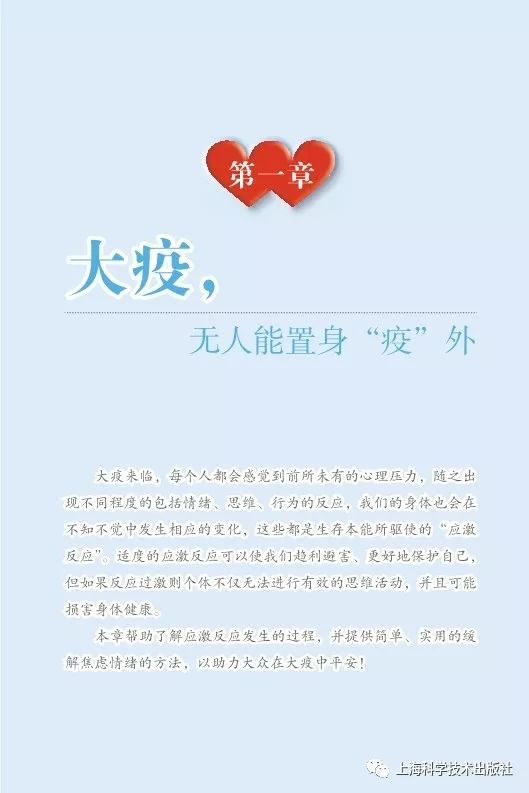 第一章
大疫，
无人能置身“疫”外
大疫来临，每个人都会感觉到前所未有的心理压力，随之出
现不同程度的包括情绪、思维、行为的反应，我们的身体也会在
不知不觉中发生相应的变化，这些都是生存本能所驱使的“应激
反应”。适度的应激反应可以使我们趋利避害、更好地保护自己，
但如果反应过激则个体不仅无法进行有效的思维活动，并且可能
损害身体健康。
本章帮助了解应激反应发生的过程，并提供简单、实用的缓
解焦虑情绪的方法，以助力大众在大疫中平安！
上海科学技术出版社